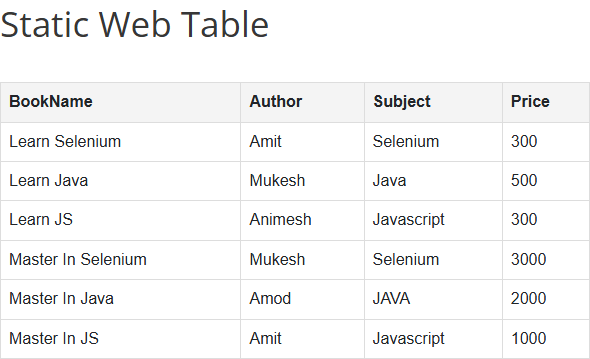 Static Web Table
BookName Author Subject Price
Learn Selenium Amit Selenium 300
Learn Java Mukesh Java 500
Learn JS Animesh Javascript 300
Master In Selenium Mukesh Selenium 3000
Master In Java Amod JAVA 2000
Master In JS Amit Javascript 1000